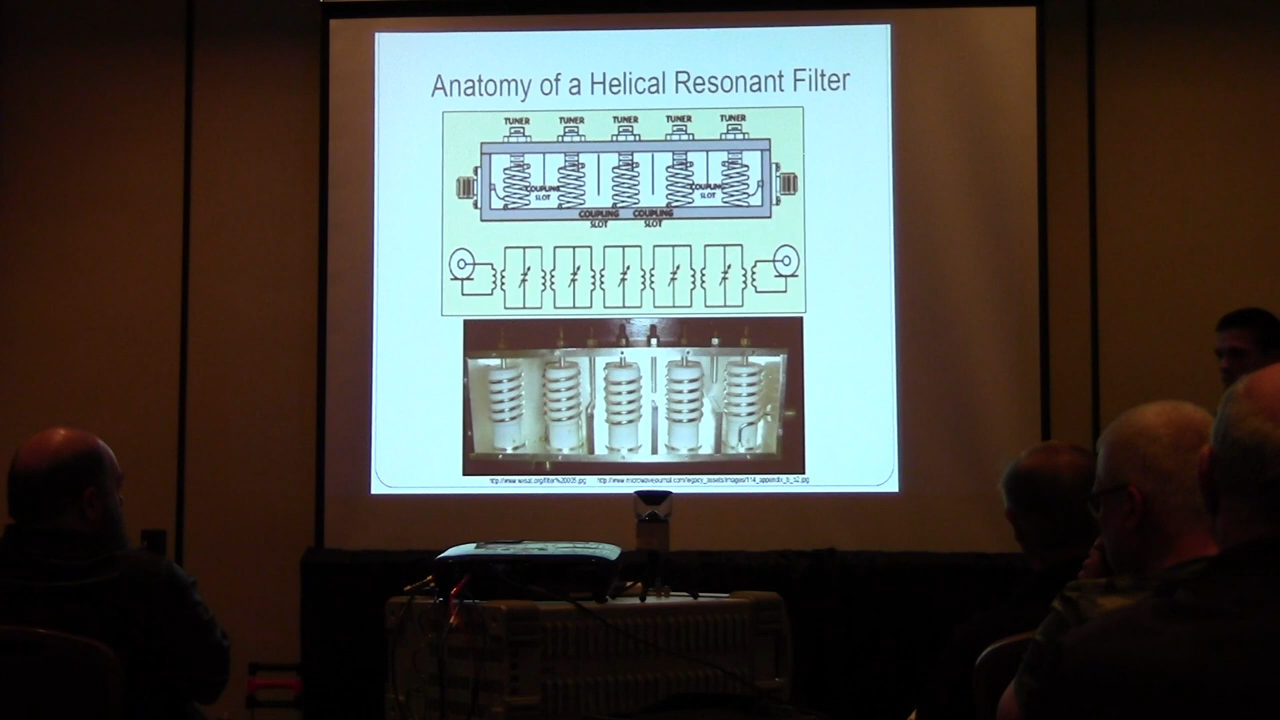 Anatomy of a Helical Resonant Filter
TUNER TUNER TUNER TUNER TUNER
COUPLING COUPLING
SLOT SLOT
COUPLING COUPLING
SLOT SLOT